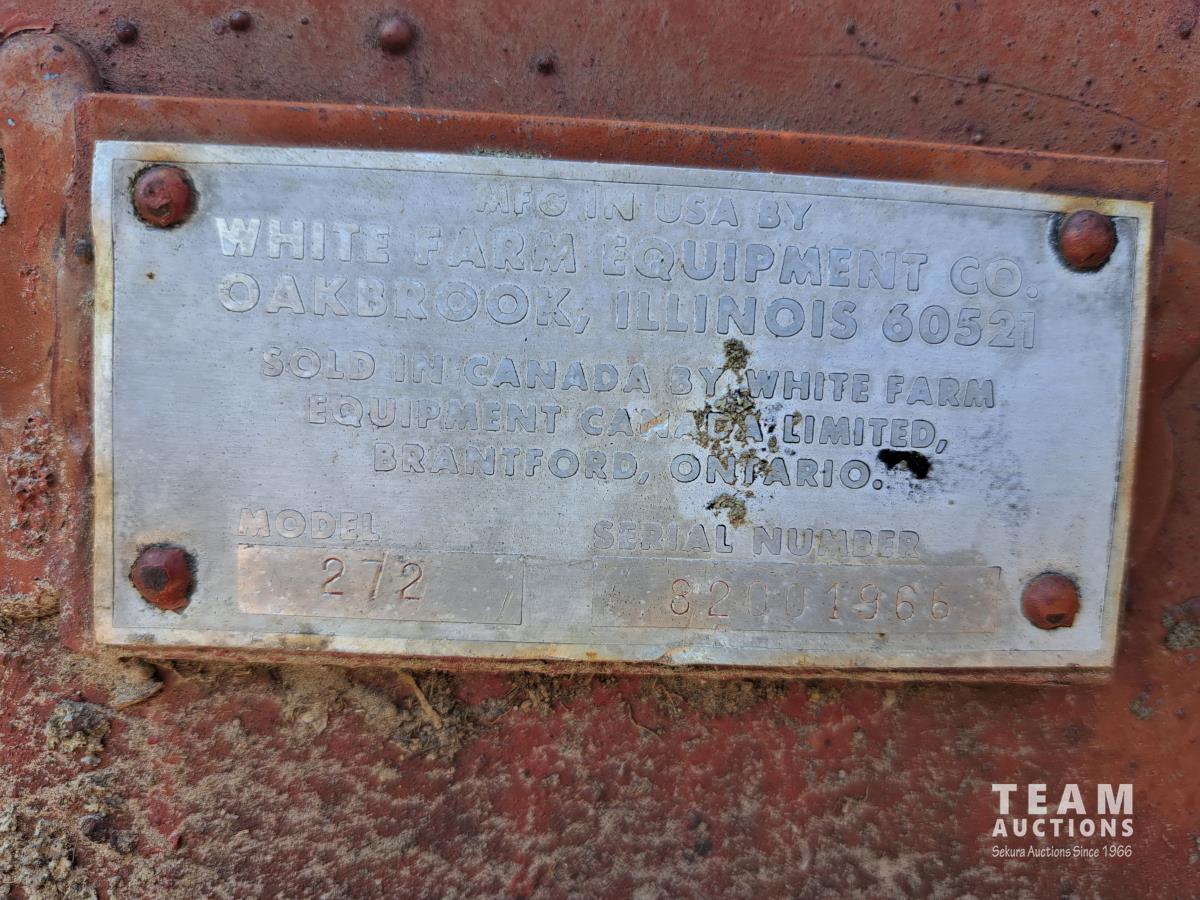 MFG IN USA BY
WHITE FARM EQUIPMENT CO.
OAKBROOK, ILLINOIS 60521
SOLD IN CANADA BY WHITE FARM
EQUIPMENT CANADA LIMITED,
BRANTFORD, ONTARIO.
MODEL SERIAL NUMBER
272 82001966
TEAM
AUCTIONS
Sekura Auctions Since 1966